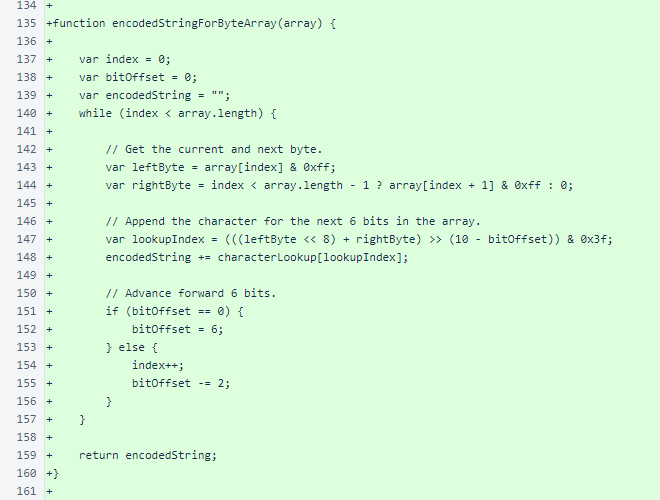 134 +
135 +function encodedStringForByteArray(array) {
136 +
137 +    var index = 0;
138 +    var bitOffset = 0;
139 +    var encodedString = "";
140 +    while (index < array.length) {
141 +
142 +        // Get the current and next byte.
143 +        var leftByte = array[index] & 0xff;
144 +        var rightByte = index < array.length - 1 ? array[index + 1] & 0xff : 0;
145 +
146 +        // Append the character for the next 6 bits in the array.
147 +        var lookupIndex = (((leftByte << 8) + rightByte) >> (10 - bitOffset)) & 0x3f;
148 +        encodedString += characterLookup[lookupIndex];
149 +
150 +        // Advance forward 6 bits.
151 +        if (bitOffset == 0) {
152 +            bitOffset = 6;
153 +        } else {
154 +            index++;
155 +            bitOffset -= 2;
156 +        }
157 +    }
158 +
159 +    return encodedString;
160 +}
161 +